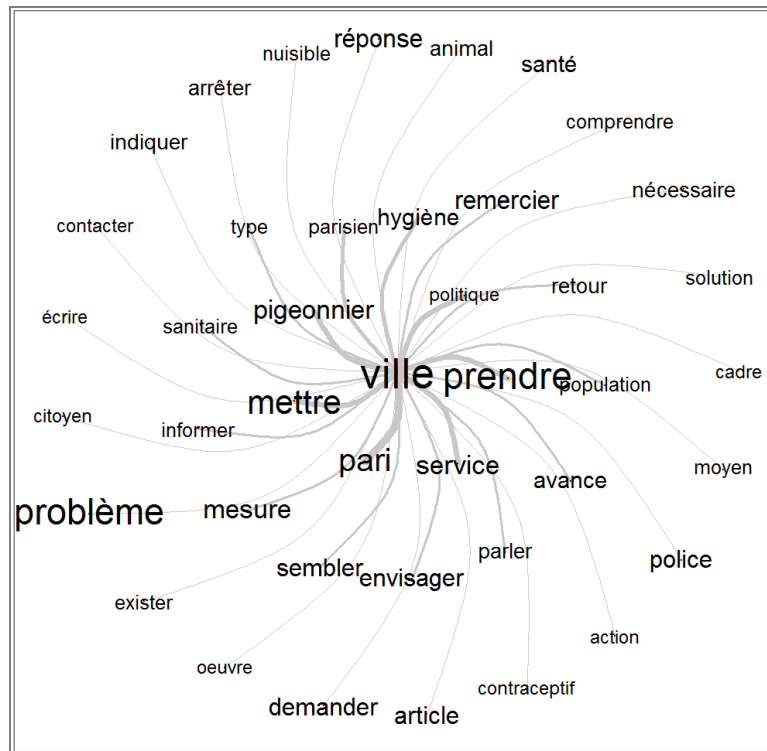 réponse
animal
nuisible
santé
arrêter
comprendre
indiquer
nécessaire
remercier
hygiène
contacter
type
parisien
solution
retour
politique
pigeonnier
écrire
sanitaire
ville
prendre
cadre
population
mettre
citoyen
informer
pari
service
moyen
avance
problème
mesure
parler
police
sembler
envisager
exister
action
oeuvre
contraceptif
demander
article